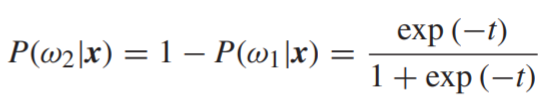 P(ω₂|x) = 1 − P(ω₁|x) = exp (−t) / 1 + exp (−t)